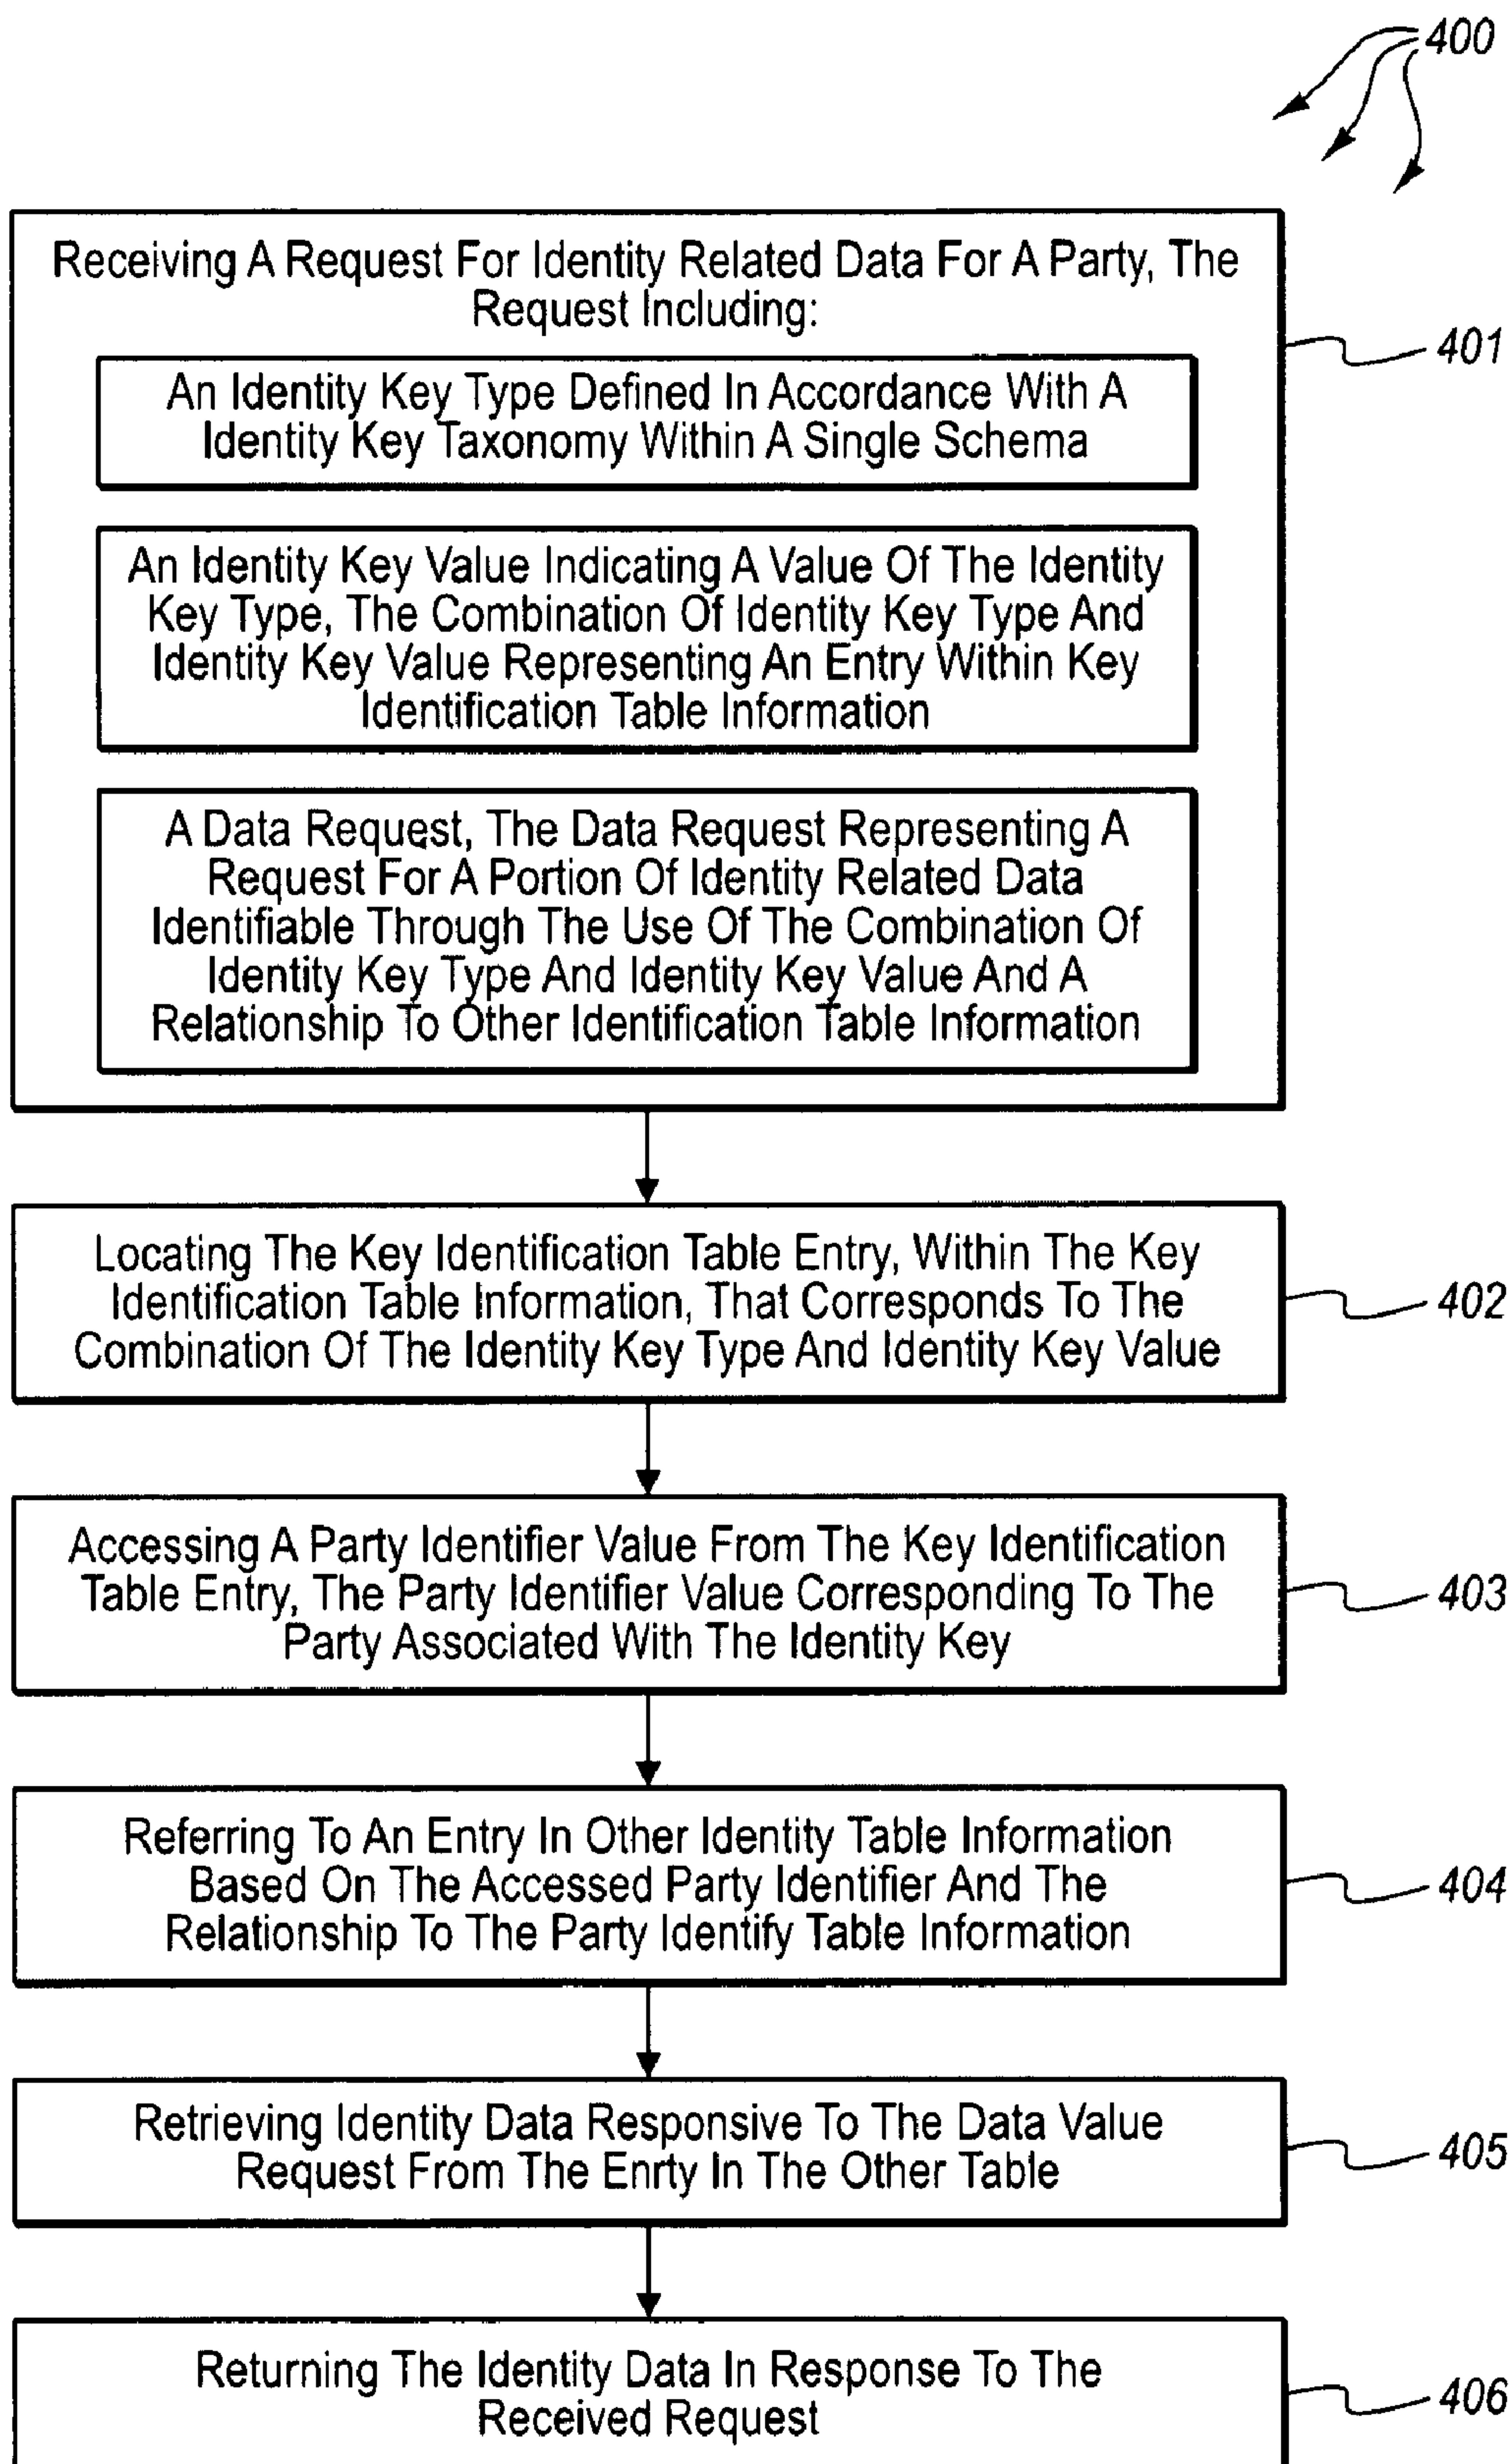 400
Receiving A Request For Identity Related Data For A Party, The
Request Including:
401
An Identity Key Type Defined In Accordance With A
Identity Key Taxonomy Within A Single Schema
An Identity Key Value Indicating A Value Of The Identity
Key Type, The Combination Of Identity Key Type And
Identity Key Value Representing An Entry Within Key
Identification Table Information
A Data Request, The Data Request Representing A
Request For A Portion Of Identity Related Data
Identifiable Through The Use Of The Combination Of
Identity Key Type And Identity Key Value And A
Relationship To Other Identification Table Information
Locating The Key Identification Table Entry, Within The Key
Identification Table Information, That Corresponds To The
Combination Of The Identity Key Type And Identity Key Value
402
Accessing A Party Identifier Value From The Key Identification
Table Entry, The Party Identifier Value Corresponding To The
Party Associated With The Identity Key
403
Referring To An Entry In Other Identity Table Information
Based On The Accessed Party Identifier And The
Relationship To The Party Identify Table Information
404
Retrieving Identity Data Responsive To The Data Value
Request From The Enrty In The Other Table
405
Returning The Identity Data In Response To The
Received Request
406